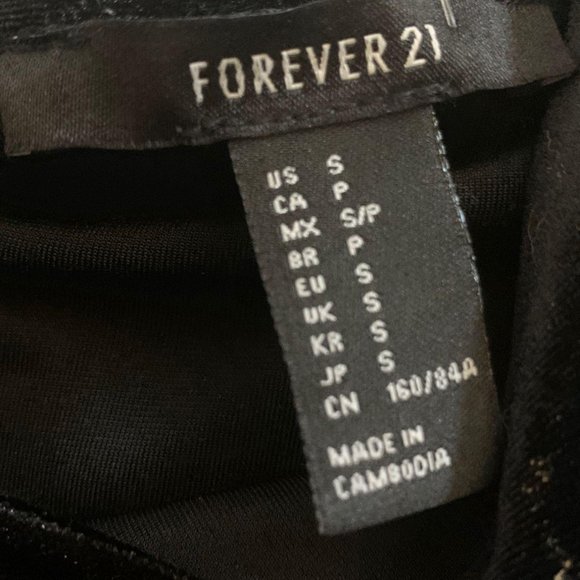 FOREVER 21
US S
CA P
MX S/P
BR P
EU S
UK S
KR S
JP S
CN 160/84A
MADE IN
CAMBODIA